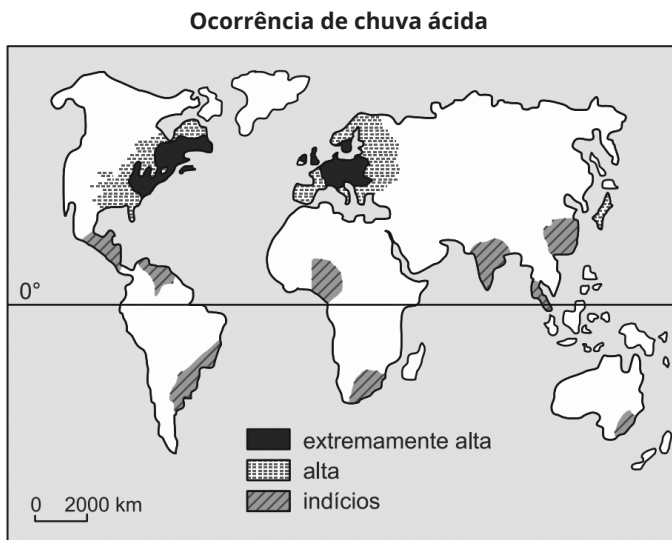 Ocorrência de chuva ácida
0°
extremamente alta
alta
indícios
0 2000 km